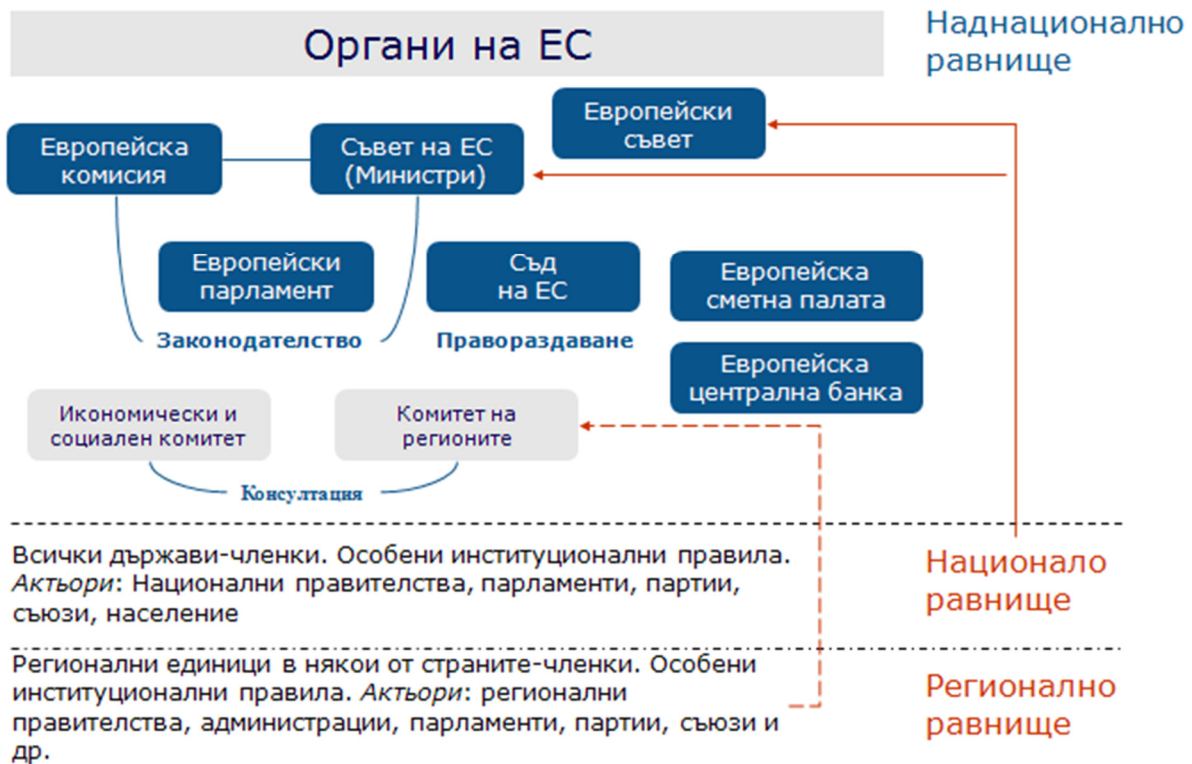 Органи на ЕС
Наднационално
равнище
Европейски
съвет
Европейска
комисия
Съвет на ЕС
(Министри)
Европейски
парламент
Съд
на ЕС
Европейска
сметна палата
Законодателство
Правораздаване
Европейска
централна банка
Икономически и
социален комитет
Комитет на
регионите
Консултация
Всички държави-членки. Особени институционални правила.
Актьори: Национални правителства, парламенти, партии,
съюзи, население
Национало
равнище
Регионални единици в някои от страните-членки. Особени
институционални правила. Актьори: регионални
правителства, администрации, парламенти, партии, съюзи и
др.
Регионално
равнище